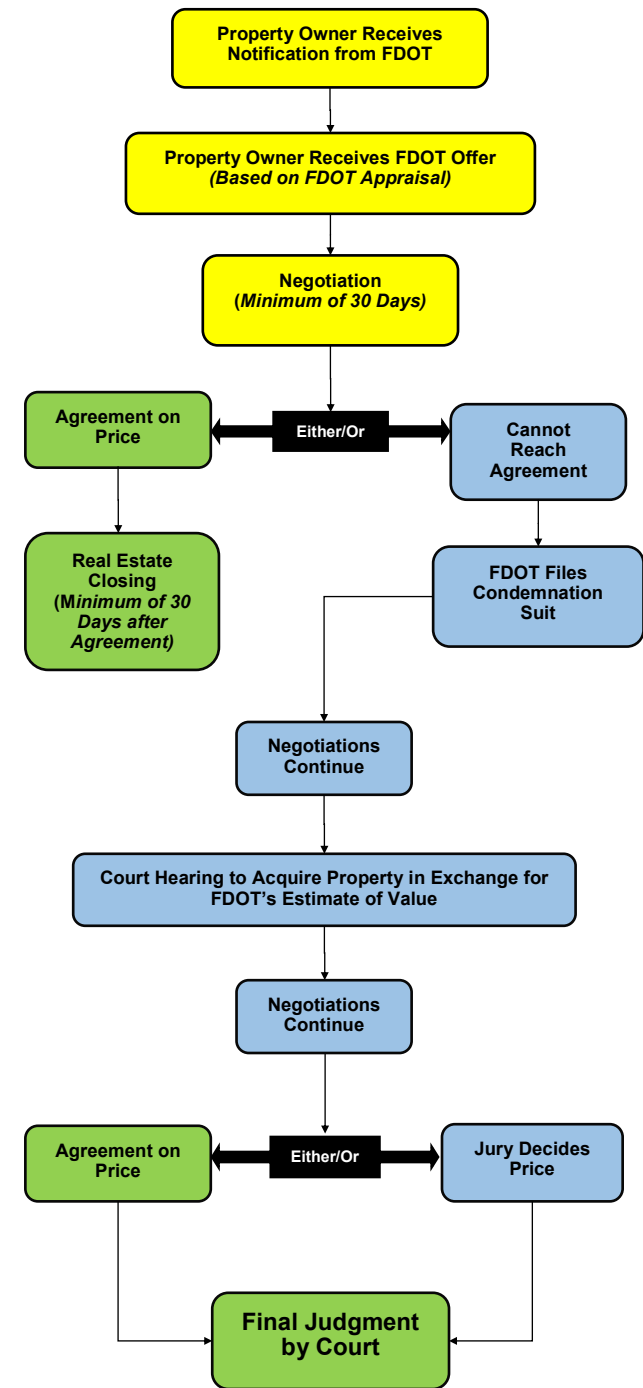 Property Owner Receives
Notification from FDOT
Property Owner Receives FDOT Offer
(Based on FDOT Appraisal)
Negotiation
(Minimum of 30 Days)
Agreement on
Price
Either/Or
Cannot
Reach
Agreement
Real Estate
Closing
(Minimum of 30
Days after
Agreement)
FDOT Files
Condemnation
Suit
Negotiations
Continue
Court Hearing to Acquire Property in Exchange for
FDOT’s Estimate of Value
Negotiations
Continue
Agreement on
Price
Either/Or
Jury Decides
Price
Final Judgment
by Court